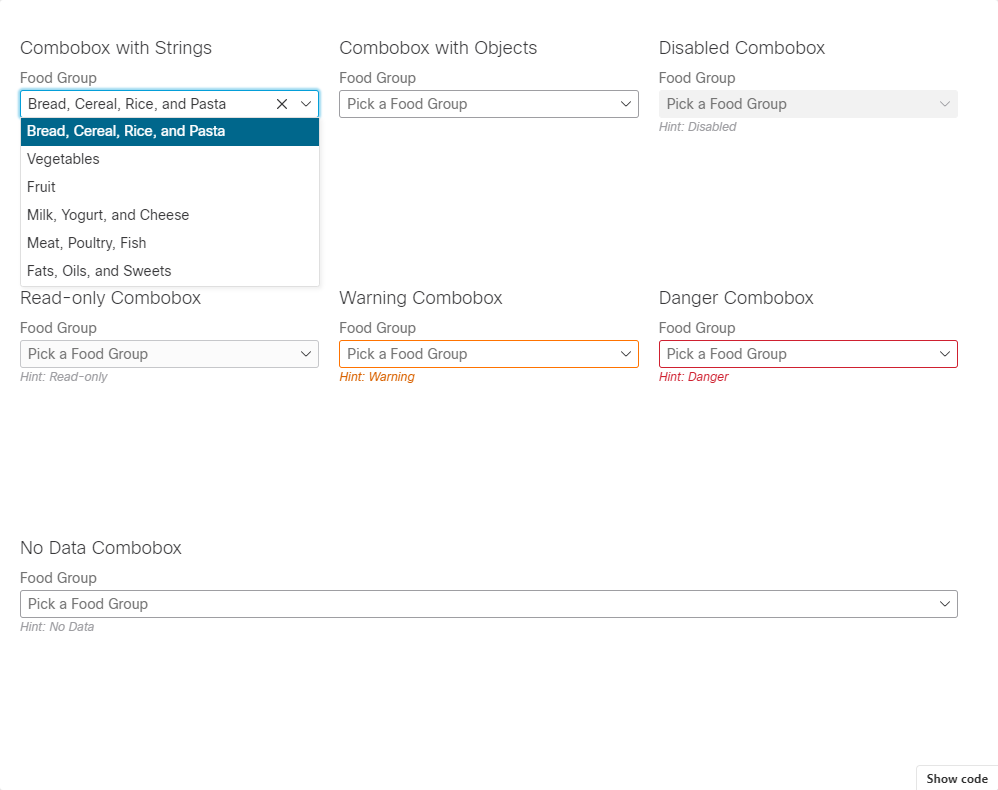 Combobox with Strings
Combobox with Objects
Disabled Combobox
Food Group
Food Group
Food Group
Bread, Cereal, Rice, and Pasta
Pick a Food Group
Pick a Food Group
Hint: Disabled
Bread, Cereal, Rice, and Pasta
Vegetables
Fruit
Milk, Yogurt, and Cheese
Meat, Poultry, Fish
Fats, Oils, and Sweets
Read-only Combobox
Warning Combobox
Danger Combobox
Food Group
Food Group
Food Group
Pick a Food Group
Pick a Food Group
Pick a Food Group
Hint: Read-only
Hint: Warning
Hint: Danger
No Data Combobox
Food Group
Pick a Food Group
Hint: No Data
Show code